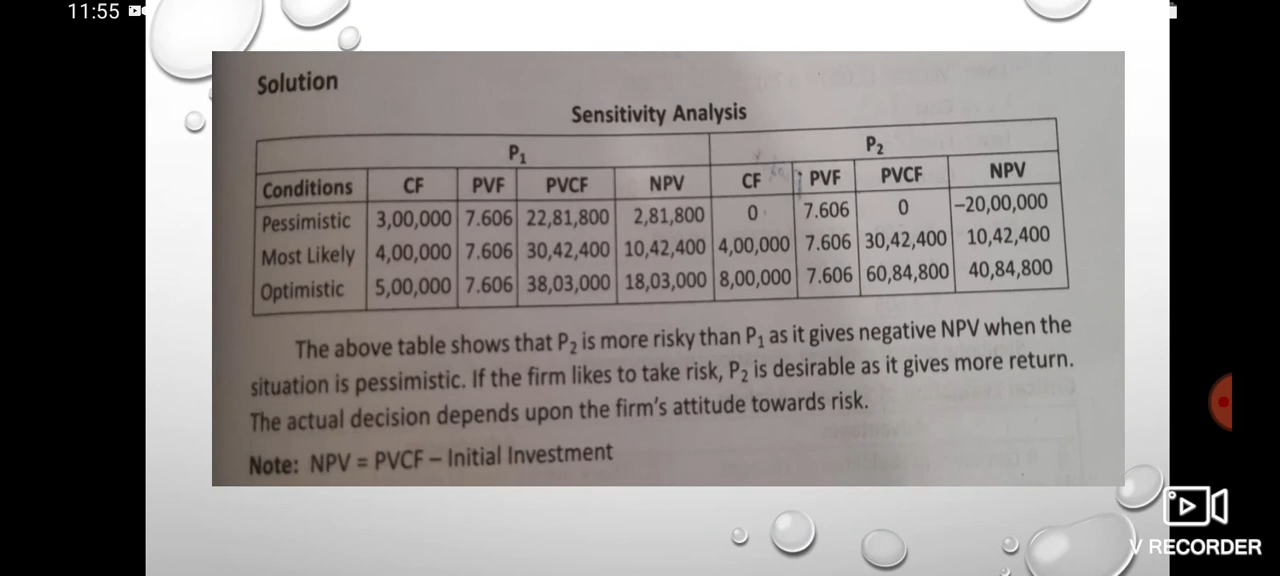 11:55
Solution
Sensitivity Analysis
P1 P2
Conditions CF PVF PVCF NPV CF PVF PVCF NPV
Pessimistic 3,00,000 7.606 22,81,800 2,81,800 0 7.606 0 –20,00,000
Most Likely 4,00,000 7.606 30,42,400 10,42,400 4,00,000 7.606 30,42,400 10,42,400
Optimistic 5,00,000 7.606 38,03,000 18,03,000 8,00,000 7.606 60,84,800 40,84,800
The above table shows that P2 is more risky than P1 as it gives negative NPV when the
situation is pessimistic. If the firm likes to take risk, P2 is desirable as it gives more return.
The actual decision depends upon the firm's attitude towards risk.
Note: NPV = PVCF – Initial Investment
V RECORDER